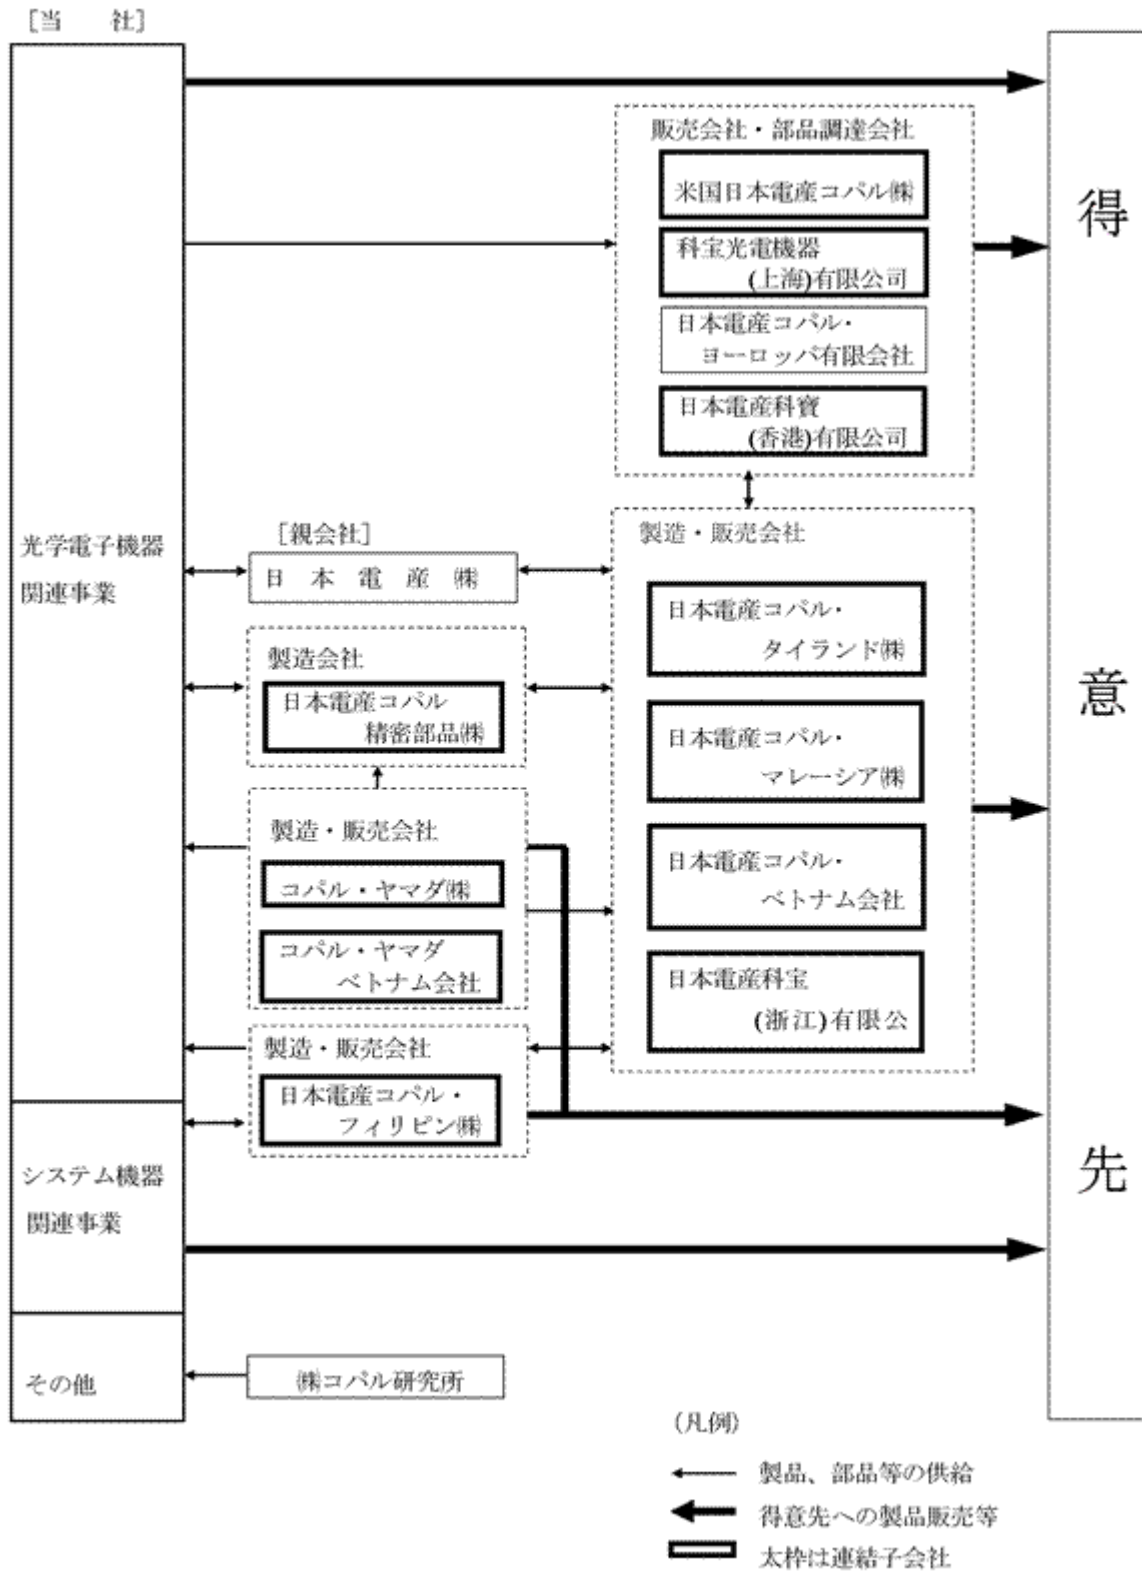 [当　社]
販売会社・部品調達会社
米国日本電産コパル㈱
科宝光電機器
(上海)有限公司
日本電産コパル・
ヨーロッパ有限会社
日本電産科寶
(香港)有限公司
光学電子機器
関連事業
[親会社]
日本電産㈱
製造会社
日本電産コパル
精密部品㈱
製造・販売会社
コパル・ヤマダ㈱
コパル・ヤマダ
ベトナム会社
製造・販売会社
日本電産コパル・
フィリピン㈱
製造・販売会社
日本電産コパル・
タイランド㈱
日本電産コパル・
マレーシア㈱
日本電産コパル・
ベトナム会社
日本電産科宝
(浙江)有限公
得
意
先
システム機器
関連事業
その他
㈱コパル研究所
(凡例)
製品、部品等の供給
得意先への製品販売等
太枠は連結子会社